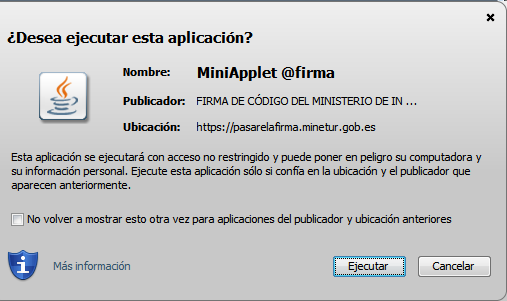 ¿Desea ejecutar esta aplicación?
Nombre: MiniApplet @firma
Publicador: FIRMA DE CÓDIGO DEL MINISTERIO DE IN ...
Ubicación: https://pasarelafirma.minetur.gob.es
Esta aplicación se ejecutará con acceso no restringido y puede poner en peligro su computadora y
su información personal. Ejecute esta aplicación sólo si confía en la ubicación y el publicador que
aparecen anteriormente.
No volver a mostrar esto otra vez para aplicaciones del publicador y ubicación anteriores
Más información
Ejecutar
Cancelar